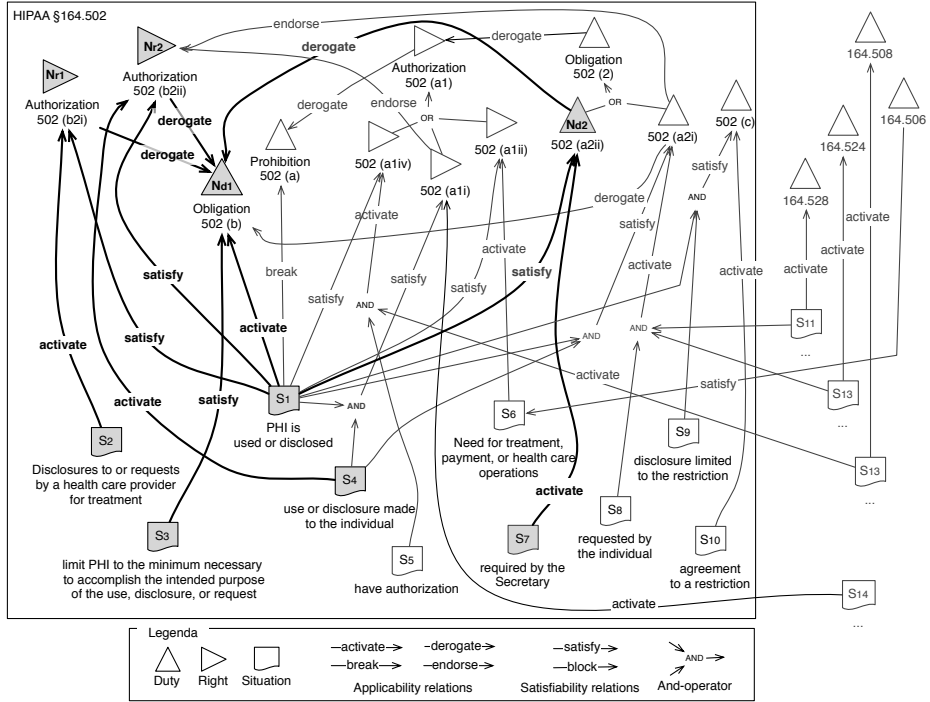 HIPAA §164.502
endorse
Nr2
derogate
derogate
164.508
Nr1
Authorization
502 (b2ii)
Authorization
502 (a1)
Obligation
502 (2)
Authorization
502 (b2i)
derogate
derogate
endorse
OR
OR
Nd2
502 (a2ii)
502 (a2i)
502 (c)
164.506
164.524
derogate
Prohibition
502 (a)
502 (a1iv)
502 (a1ii)
satisfy
Nd1
502 (a1i)
Obligation
502 (b)
derogate
AND
164.528
activate
satisfy
activate
satisfy
break
satisfy
satisfy
activate
satisfy
activate
activate
activate
activate
satisfy
AND
activate
satisfy
AND
AND
S11
...
activate
activate
satisfy
activate
satisfy
S1
AND
PHI is
used or disclosed
S6
Need for treatment,
payment, or health care
operations
S13
...
S2
Disclosures to or requests
by a health care provider
for treatment
S9
disclosure limited
to the restriction
S4
use or disclosure made
to the individual
S13
...
activate
S3
limit PHI to the minimum necessary
to accomplish the intended purpose
of the use, disclosure, or request
S8
requested by
the individual
S7
required by the
Secretary
S10
agreement
to a restriction
S5
have authorization
activate
S14
...
Legenda
Duty
Right
Situation
activate
break
derogate
endorse
Applicability relations
satisfy
block
Satisfiability relations
AND
And-operator